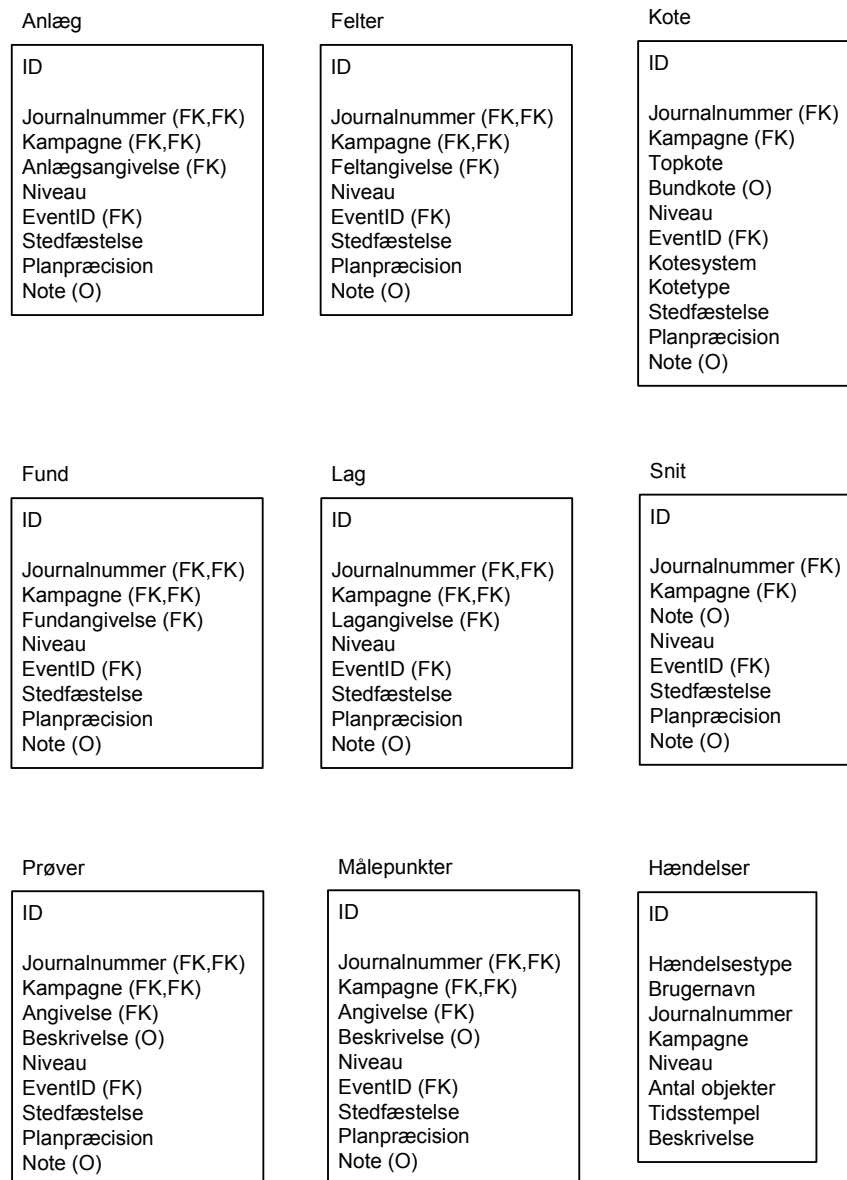 Anlæg
ID
Journalnummer (FK,FK)
Kampagne (FK,FK)
Anlægsangivelse (FK)
Niveau
EventID (FK)
Stedfæstelse
Planpræcision
Note (O)
Felter
ID
Journalnummer (FK,FK)
Kampagne (FK,FK)
Feltangivelse (FK)
Niveau
EventID (FK)
Stedfæstelse
Planpræcision
Note (O)
Kote
ID
Journalnummer (FK)
Kampagne (FK)
Topkote
Bundkote (O)
Niveau
EventID (FK)
Kotesystem
Kotetype
Stedfæstelse
Planpræcision
Note (O)
Fund
ID
Journalnummer (FK,FK)
Kampagne (FK,FK)
Fundangivelse (FK)
Niveau
EventID (FK)
Stedfæstelse
Planpræcision
Note (O)
Lag
ID
Journalnummer (FK,FK)
Kampagne (FK,FK)
Lagangivelse (FK)
Niveau
EventID (FK)
Stedfæstelse
Planpræcision
Note (O)
Snit
ID
Journalnummer (FK)
Kampagne (FK)
Note (O)
Niveau
EventID (FK)
Stedfæstelse
Planpræcision
Note (O)
Prøver
ID
Journalnummer (FK,FK)
Kampagne (FK,FK)
Angivelse (FK)
Beskrivelse (O)
Niveau
EventID (FK)
Stedfæstelse
Planpræcision
Note (O)
Målepunkter
ID
Journalnummer (FK,FK)
Kampagne (FK,FK)
Angivelse (FK)
Beskrivelse (O)
Niveau
EventID (FK)
Stedfæstelse
Planpræcision
Note (O)
Hændelser
ID
Hændelsestype
Brugernavn
Journalnummer
Kampagne
Niveau
Antal objekter
Tidsstempel
Beskrivelse